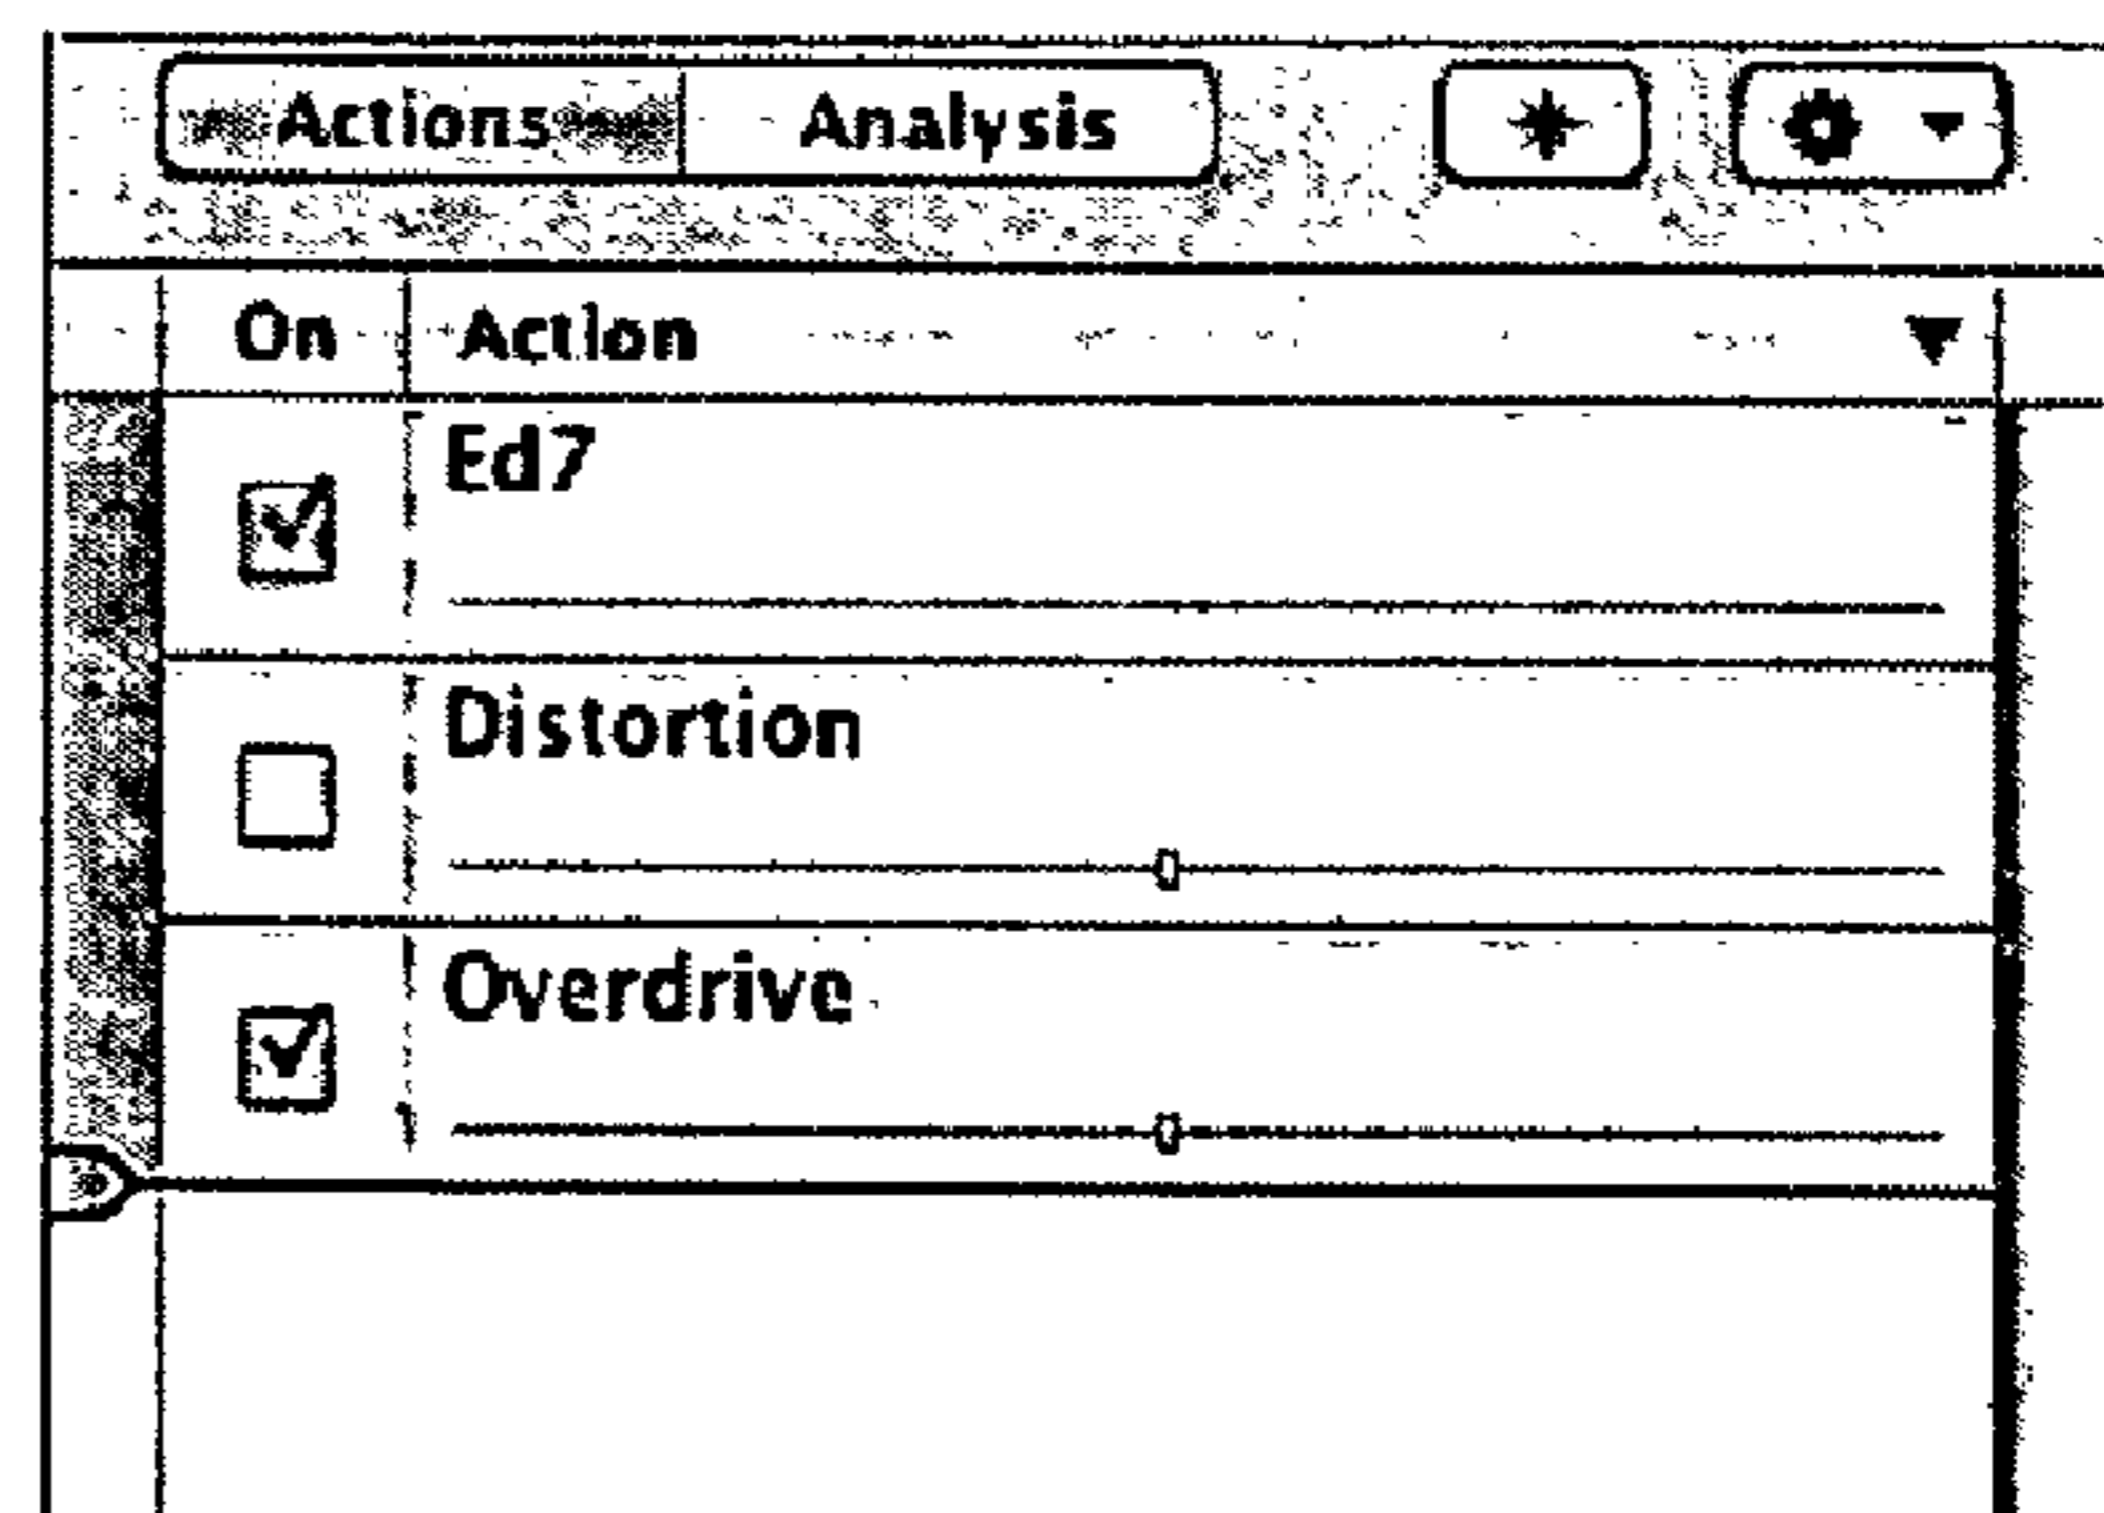 Actions Analysis
On Action
Ed7
Distortion
Overdrive